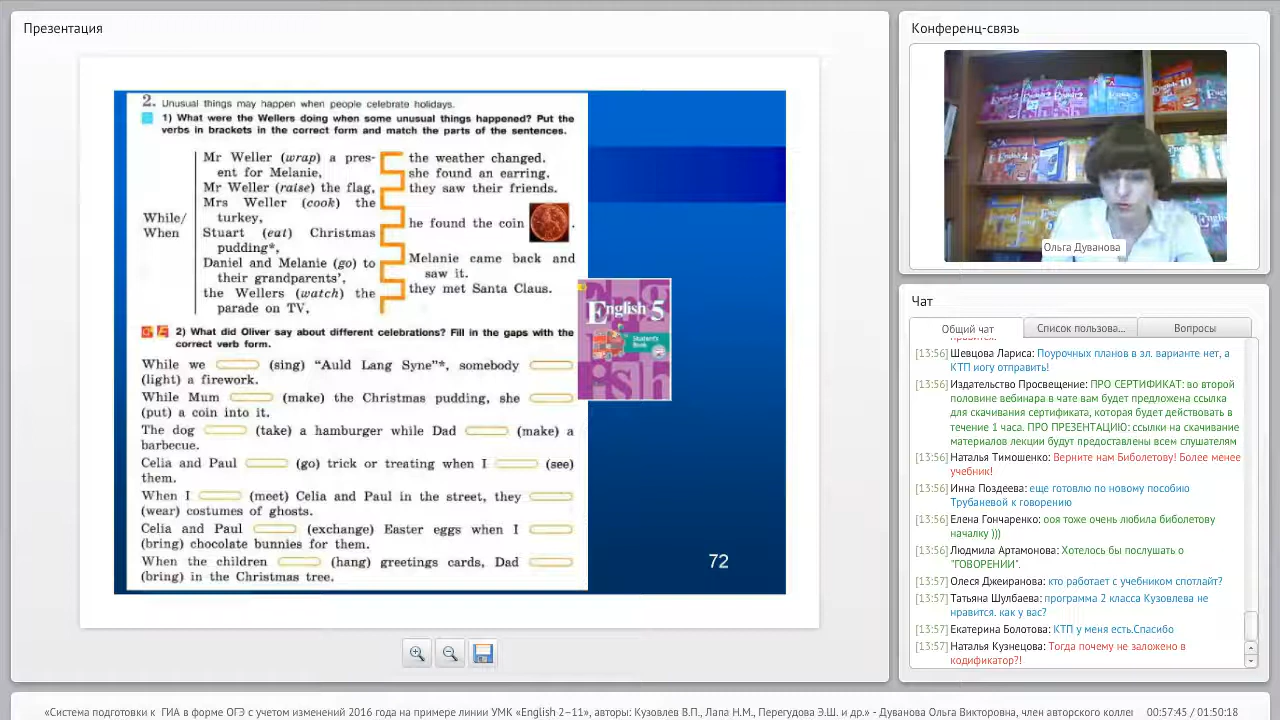 Презентация
2. Unusual things may happen when people celebrate holidays.
1) What were the Wellers doing when some unusual things happened? Put the
verbs in brackets in the correct form and match the parts of the sentences.
While/
When
Mr Weller (wrap) a pres-
ent for Melanie,
Mr Weller (raise) the flag,
Mrs Weller (cook) the
turkey,
Stuart (eat) Christmas
pudding*,
Daniel and Melanie (go) to
their grandparents',
the Wellers (watch) the
parade on TV,
the weather changed.
she found an earring.
they saw their friends.
he found the coin .
Melanie came back and
saw it.
they met Santa Claus.
2) What did Oliver say about different celebrations? Fill in the gaps with the
correct verb form.
While we (sing) “Auld Lang Syne”*, somebody
(light) a firework.
While Mum (make) the Christmas pudding, she
(put) a coin into it.
The dog (take) a hamburger while Dad (make) a
barbecue.
Celia and Paul (go) trick or treating when I (see)
them.
When I (meet) Celia and Paul in the street, they
(wear) costumes of ghosts.
Celia and Paul (exchange) Easter eggs when I
(bring) chocolate bunnies for them.
When the children (hang) greetings cards, Dad
(bring) in the Christmas tree.
English 5
Student's
Book
72
Конференц-связь
Ольга Дуванова
Чат
Общий чат
Список пользова...
Вопросы
нравится.
[13:56] Шевцова Лариса: Поурочных планов в эл. варианте нет, а
КТП иогу отправить!
[13:56] Издательство Просвещение: ПРО СЕРТИФИКАТ: во второй
половине вебинара в чате вам будет предложена ссылка
для скачивания сертификата, которая будет действовать в
течение 1 часа. ПРО ПРЕЗЕНТАЦИЮ: ссылки на скачивание
материалов лекции будут предоставлены всем слушателям
[13:56] Наталья Тимошенко: Верните нам Биболетову! Более менее
учебник!
[13:56] Инна Поздеева: еще готовлю по новому пособию
Трубаневой к говорению
[13:56] Елена Гончаренко: ооя тоже очень любила биболетову
началку )))
[13:56] Людмила Артамонова: Хотелось бы послушать о
"ГОВОРЕНИИ".
[13:57] Олеся Джеиранова: кто работает с учебником спотлайт?
[13:57] Татьяна Шулбаева: программа 2 класса Кузовлева не
нравится. как у вас?
[13:57] Екатерина Болотова: КТП у меня есть.Спасибо
[13:57] Наталья Кузнецова: Тогда почему не заложено в
кодификатор?!
«Система подготовки к ГИА в форме ОГЭ с учетом изменений 2016 года на примере линии УМК «English 2–11», авторы: Кузовлев В.П., Лапа Н.М., Перегудова Э.Ш. и др.» - Дуванова Ольга Викторовна, член авторского коллек 00:57:45 / 01:50:18